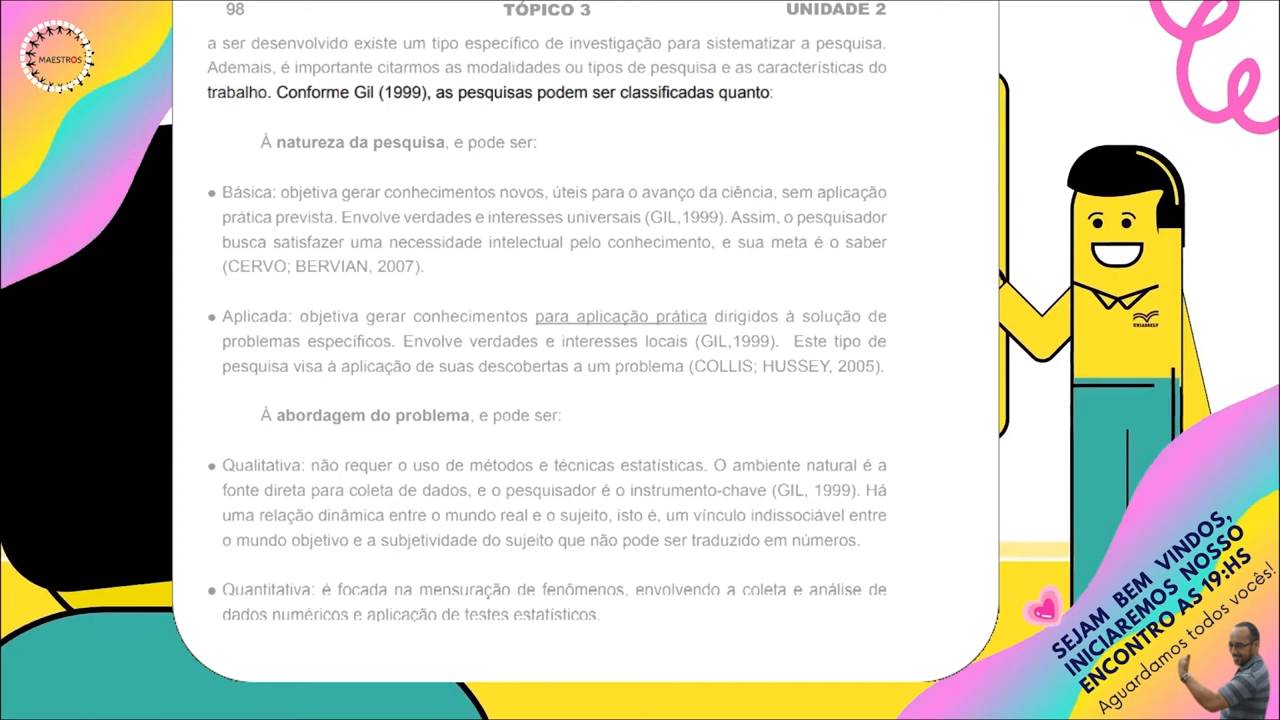 MAESTROS
98 TÓPICO 3 UNIDADE 2
a ser desenvolvido existe um tipo específico de investigação para sistematizar a pesquisa.
Ademais, é importante citarmos as modalidades ou tipos de pesquisa e as características do
trabalho. Conforme Gil (1999), as pesquisas podem ser classificadas quanto:
À natureza da pesquisa, e pode ser:
● Básica: objetiva gerar conhecimentos novos, úteis para o avanço da ciência, sem aplicação
prática prevista. Envolve verdades e interesses universais (GIL,1999). Assim, o pesquisador
busca satisfazer uma necessidade intelectual pelo conhecimento, e sua meta é o saber
(CERVO; BERVIAN, 2007).
● Aplicada: objetiva gerar conhecimentos para aplicação prática dirigidos à solução de
problemas específicos. Envolve verdades e interesses locais (GIL,1999). Este tipo de
pesquisa visa à aplicação de suas descobertas a um problema (COLLIS; HUSSEY, 2005).
À abordagem do problema, e pode ser:
● Qualitativa: não requer o uso de métodos e técnicas estatísticas. O ambiente natural é a
fonte direta para coleta de dados, e o pesquisador é o instrumento-chave (GIL, 1999). Há
uma relação dinâmica entre o mundo real e o sujeito, isto é, um vínculo indissociável entre
o mundo objetivo e a subjetividade do sujeito que não pode ser traduzido em números.
● Quantitativa: é focada na mensuração de fenômenos, envolvendo a coleta e análise de
dados numéricos e aplicação de testes estatísticos.
SEJAM BEM VINDOS,
INICIAREMOS NOSSO
ENCONTRO AS 19:HS
Aguardamos todos vocês!